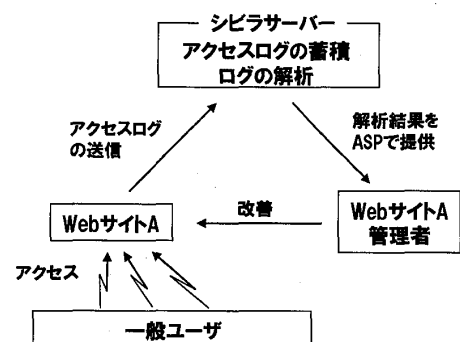 シビラサーバー
アクセスログの蓄積
ログの解析
アクセスログ
の送信
解析結果を
ASPで提供
WebサイトA
改善
WebサイトA
管理者
アクセス
一般ユーザ